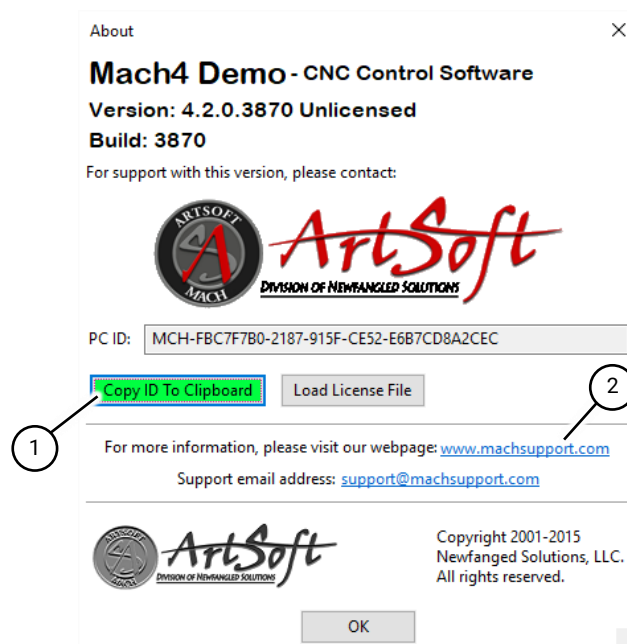 About
Mach4 Demo - CNC Control Software
Version: 4.2.0.3870 Unlicensed
Build: 3870
For support with this version, please contact:
ARTSOFT
MACH
ArtSoft
DIVISION OF NEWFANGLED SOLUTIONS
PC ID: MCH-FBC7F7B0-2187-915F-CE52-E6B7CD8A2CEC
Copy ID To Clipboard Load License File
2
1
For more information, please visit our webpage: www.machsupport.com
Support email address: support@machsupport.com
ARTSOFT
MACH
ArtSoft
DIVISION OF NEWFANGLED SOLUTIONS
Copyright 2001-2015
Newfanged Solutions, LLC.
All rights reserved.
OK